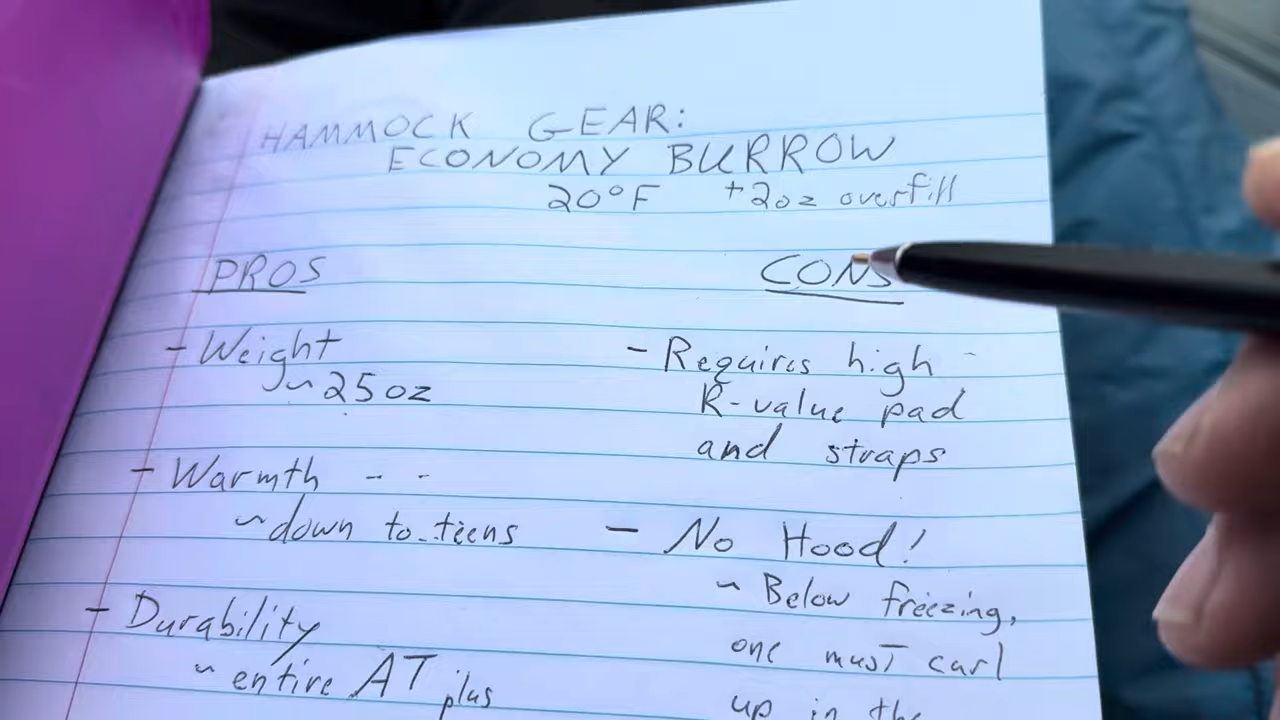 HAMMOCK GEAR:
ECONOMY BURROW
20°F +2oz overfill
PROS
- Weight
~25oz
- Warmth - -
~down to teens
- Durability
~ entire AT plus
CONS
- Requires high -
R-value pad
and straps
- No Hood!
~ Below freezing,
one must curl
up in the